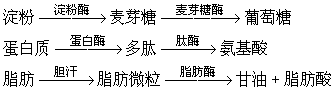 淀粉 淀粉酶 麦芽糖 麦芽糖酶 葡萄糖
蛋白质 蛋白酶 多肽 肽酶 氨基酸
脂肪 胆汁 脂肪微粒 脂肪酶 甘油+脂肪酸